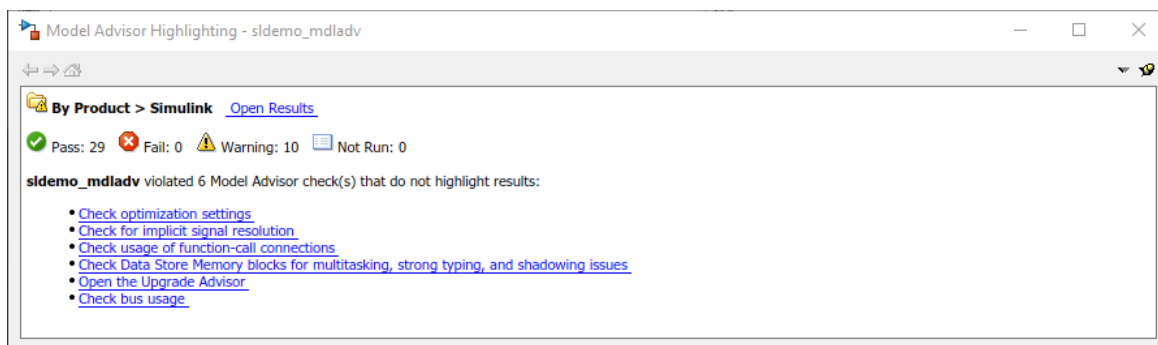 Model Advisor Highlighting - sldemo_mdladv
By Product > Simulink Open Results
Pass: 29 Fail: 0 Warning: 10 Not Run: 0
sldemo_mdladv violated 6 Model Advisor check(s) that do not highlight results:
• Check optimization settings
• Check for implicit signal resolution
• Check usage of function-call connections
• Check Data Store Memory blocks for multitasking, strong typing, and shadowing issues
• Open the Upgrade Advisor
• Check bus usage